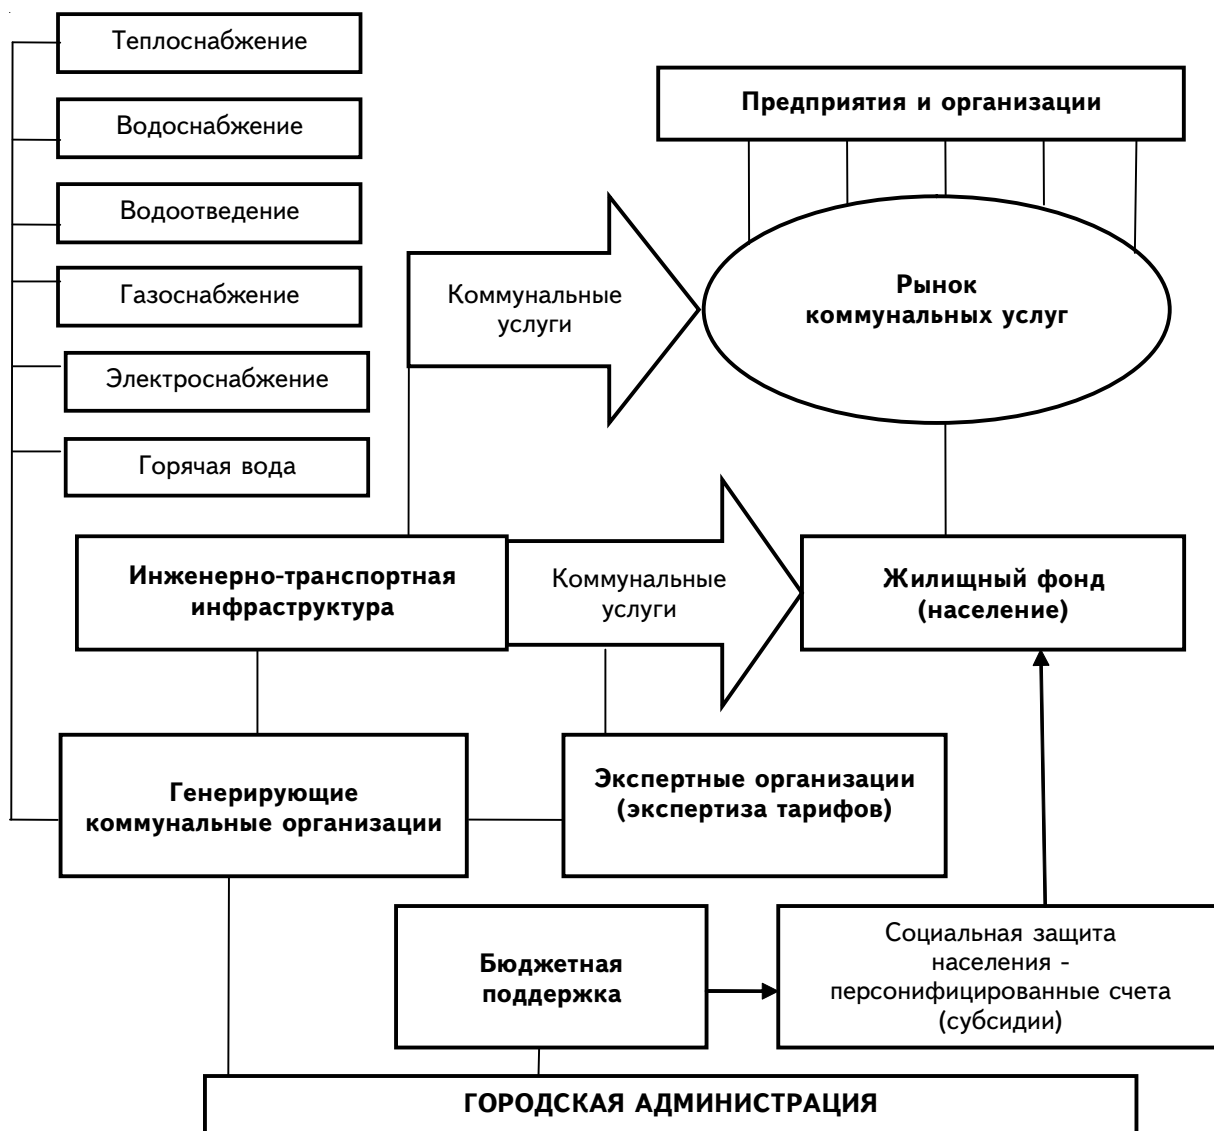 Теплоснабжение
Водоснабжение
Водоотведение
Газоснабжение
Электроснабжение
Горячая вода
Предприятия и организации
Коммунальные
услуги
Рынок
коммунальных услуг
Инженерно-транспортная
инфраструктура
Коммунальные
услуги
Жилищный фонд
(население)
Генерирующие
коммунальные организации
Экспертные организации
(экспертиза тарифов)
Бюджетная
поддержка
Социальная защита
населения -
персонифицированные счета
(субсидии)
ГОРОДСКАЯ АДМИНИСТРАЦИЯ